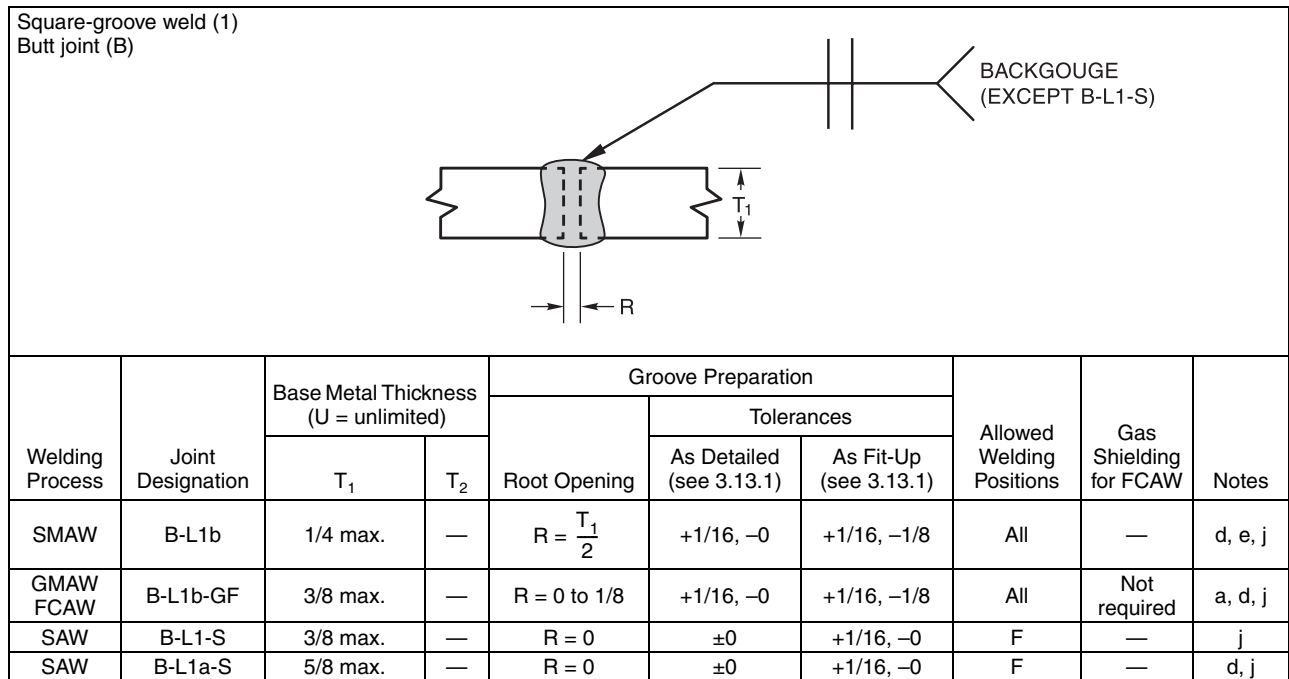 Square-groove weld (1)
Butt joint (B)
BACKGOUGE
(EXCEPT B-L1-S)
T1
R
Welding Process
Joint Designation
Base Metal Thickness (U = unlimited)
T1
T2
Groove Preparation
Root Opening
Tolerances
As Detailed (see 3.13.1)
As Fit-Up (see 3.13.1)
Allowed Welding Positions
Gas Shielding for FCAW
Notes
SMAW B-L1b 1/4 max. — R = T1/2 +1/16, –0 +1/16, –1/8 All — d, e, j
GMAW FCAW B-L1b-GF 3/8 max. — R = 0 to 1/8 +1/16, –0 +1/16, –1/8 All Not required a, d, j
SAW B-L1-S 3/8 max. — R = 0 ±0 +1/16, –0 F — j
SAW B-L1a-S 5/8 max. — R = 0 ±0 +1/16, –0 F — d, j